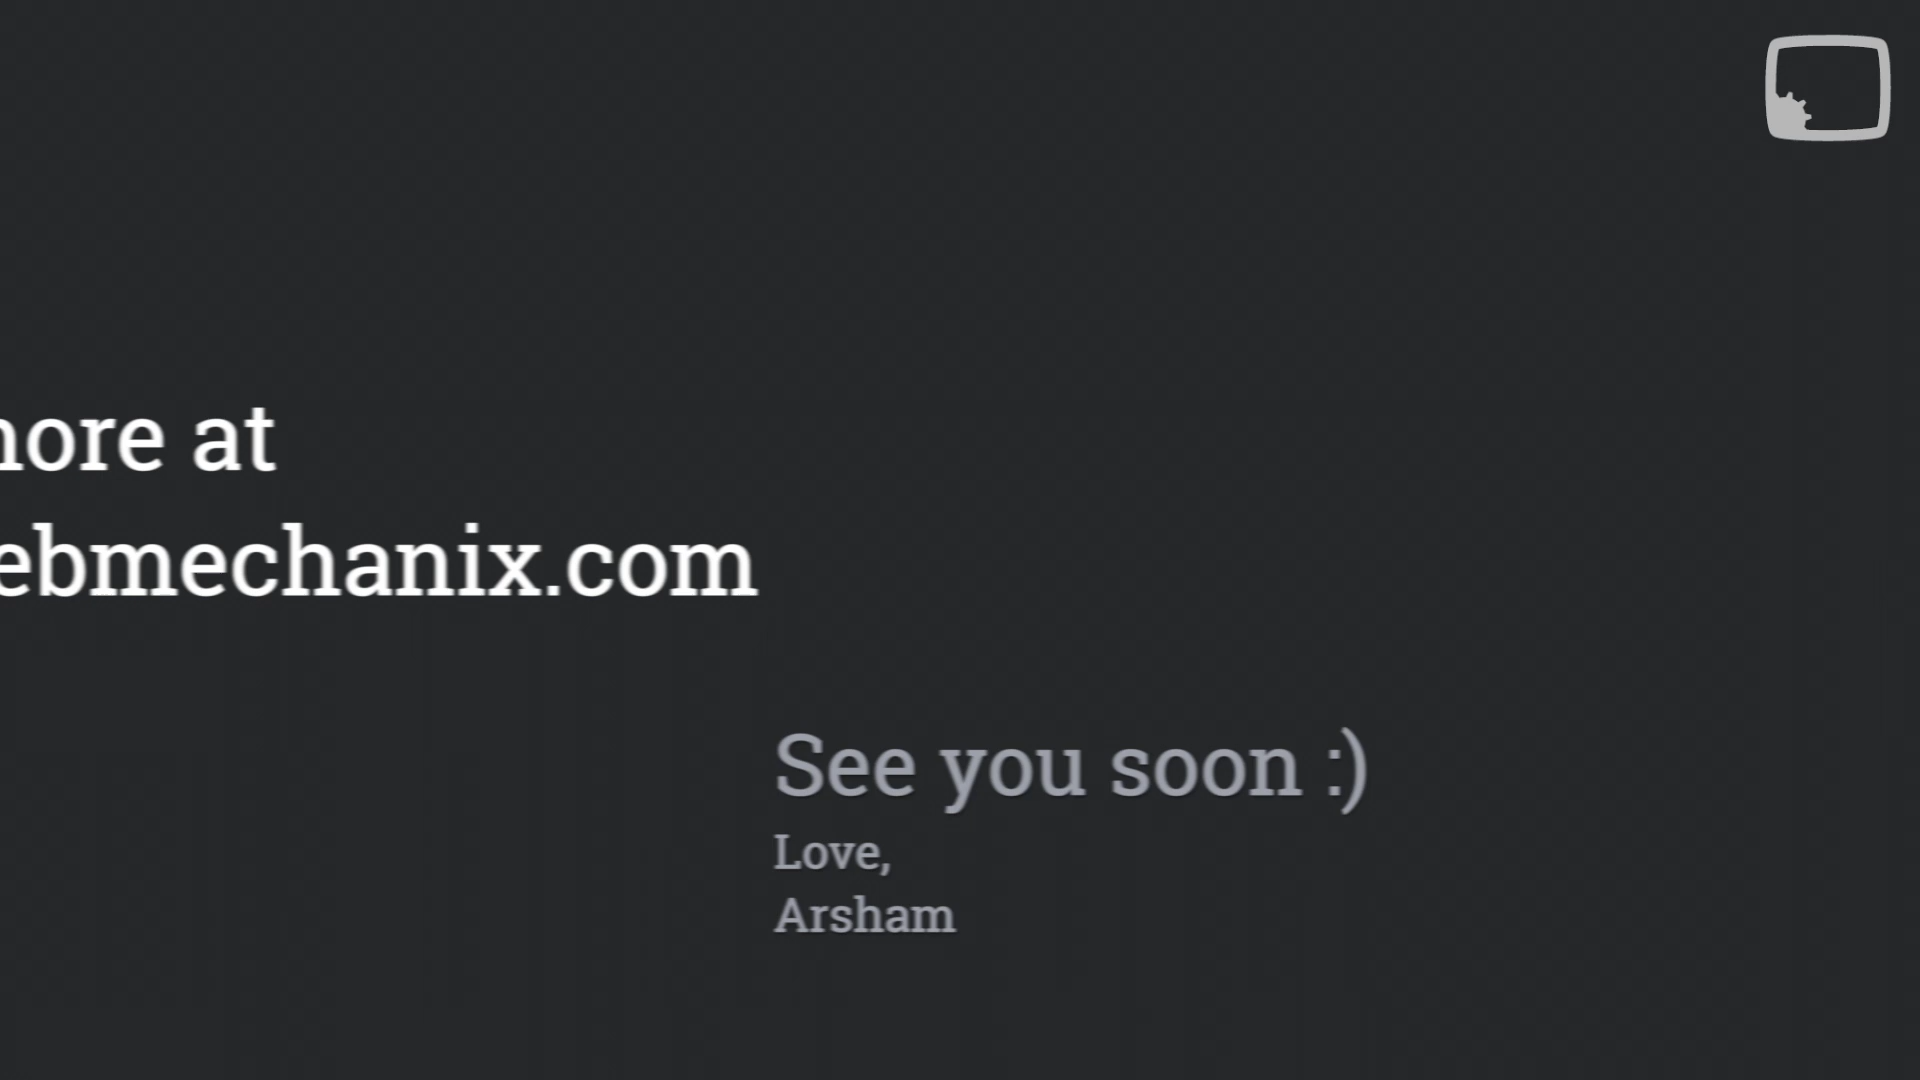 ore at
ebmechanix.com
See you soon :)
Love,
Arsham